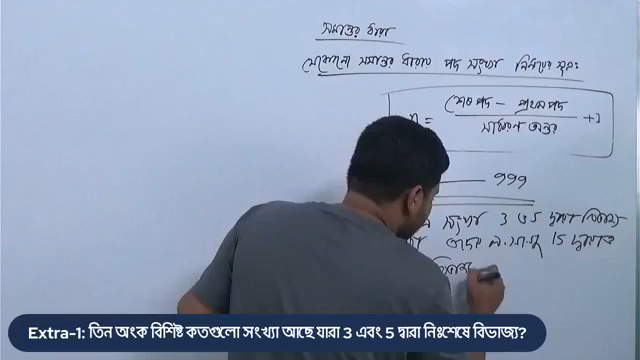 সমান্তর ধারা
যেকোনো সমান্তর ধারায় পদ সংখ্যা নির্ণয়ের সূত্র:
n = শেষ পদ - প্রথম পদ / সাধারণ অন্তর + 1
999
সংখ্যা 3 ও 5 দ্বারা
তাদের ল.সা.গু 15 দ্বারাও
Extra-1: তিন অংক বিশিষ্ট কতগুলো সংখ্যা আছে যারা 3 এবং 5 দ্বারা নিঃশেষে বিভাজ্য?